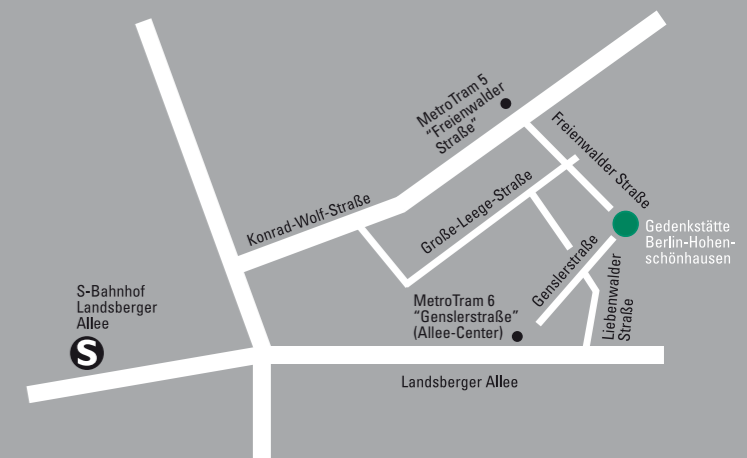 MetroTram 5
"Freienwalder
Straße"
Freienwalder Straße
Konrad-Wolf-Straße
Große-Leege-Straße
Gedenkstätte
Berlin-Hohen-
schönhausen
Genslerstraße
Liebenwalder
Straße
S-Bahnhof
Landsberger
Allee
S
MetroTram 6
"Genslerstraße"
(Allee-Center)
Landsberger Allee